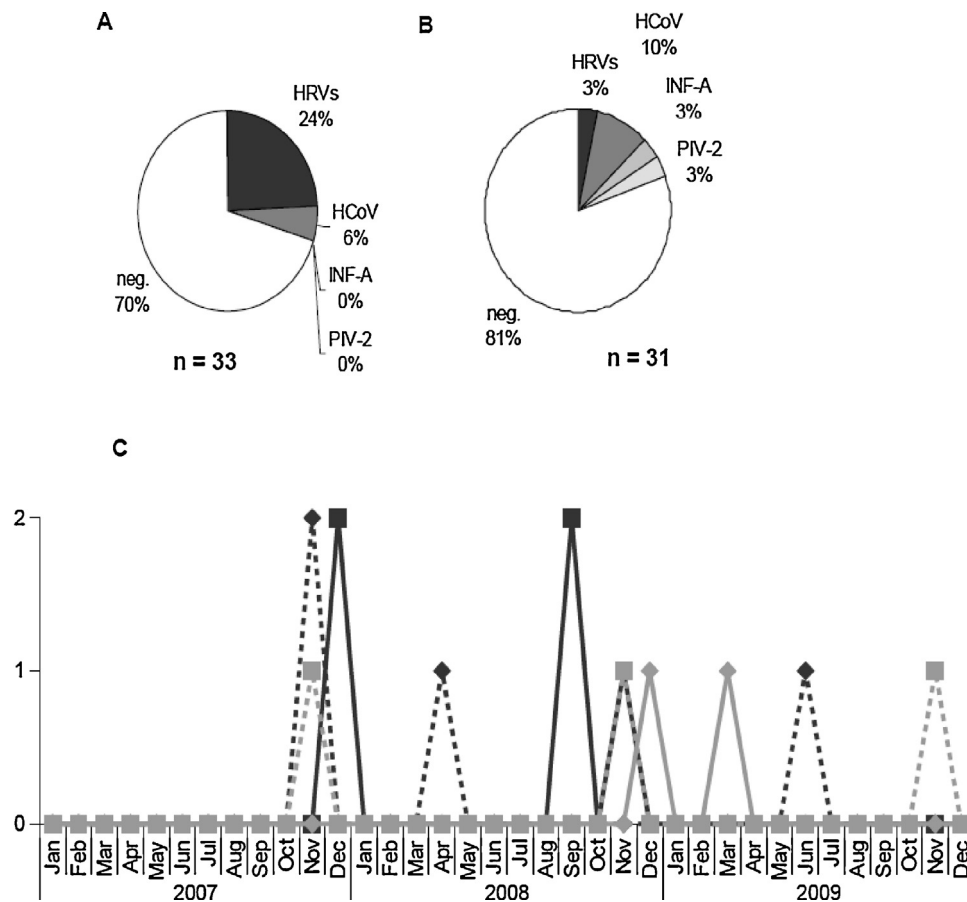 A
HRVs
24%
HCoV
6%
INF-A
0%
PIV-2
0%
neg.
70%
n = 33
B
HCoV
10%
HRVs
3%
INF-A
3%
PIV-2
3%
neg.
81%
n = 31
C
2
1
0
Jan Feb Mar Apr May Jun Jul Aug Sep Oct Nov Dec Jan Feb Mar Apr May Jun Jul Aug Sep Oct Nov Dec Jan Feb Mar Apr May Jun Jul Aug Sep Oct Nov Dec
2007 2008 2009